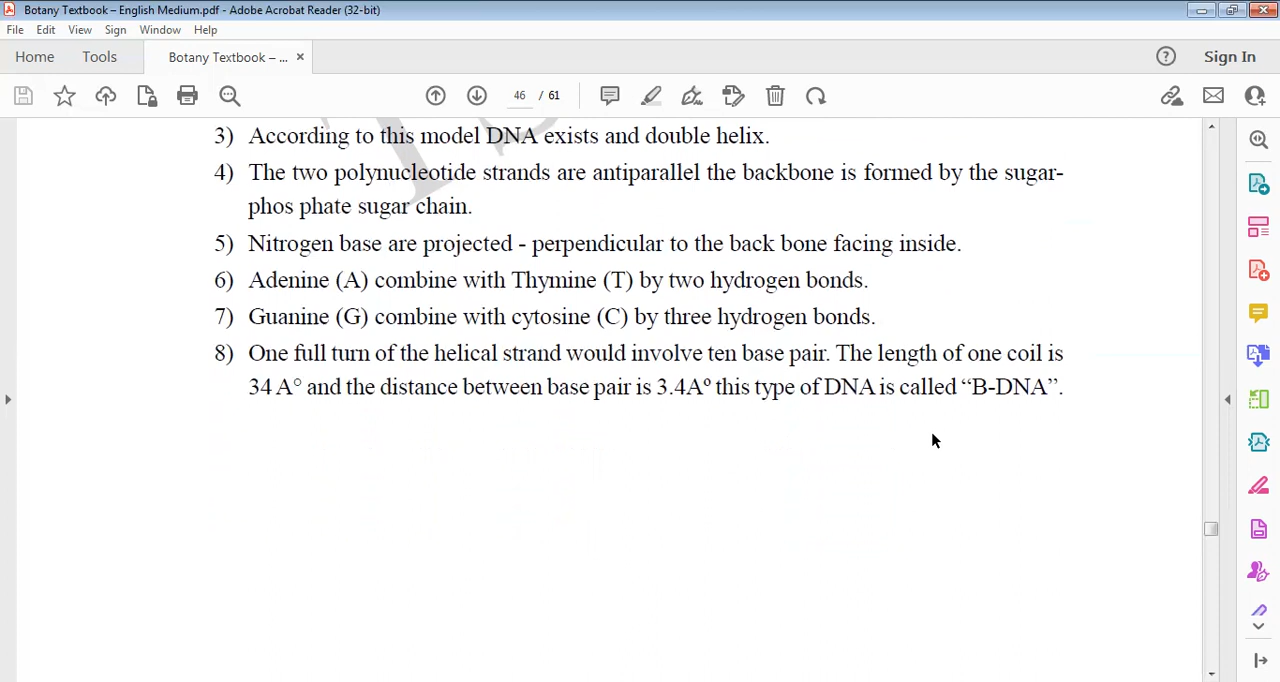 Botany Textbook – English Medium.pdf - Adobe Acrobat Reader (32-bit)
File Edit View Sign Window Help
Home Tools Botany Textbook – ... ×
Sign In
46 / 61
3) According to this model DNA exists and double helix.
4) The two polynucleotide strands are antiparallel the backbone is formed by the sugar-
phos phate sugar chain.
5) Nitrogen base are projected - perpendicular to the back bone facing inside.
6) Adenine (A) combine with Thymine (T) by two hydrogen bonds.
7) Guanine (G) combine with cytosine (C) by three hydrogen bonds.
8) One full turn of the helical strand would involve ten base pair. The length of one coil is
34 A° and the distance between base pair is 3.4Aº this type of DNA is called “B-DNA”.